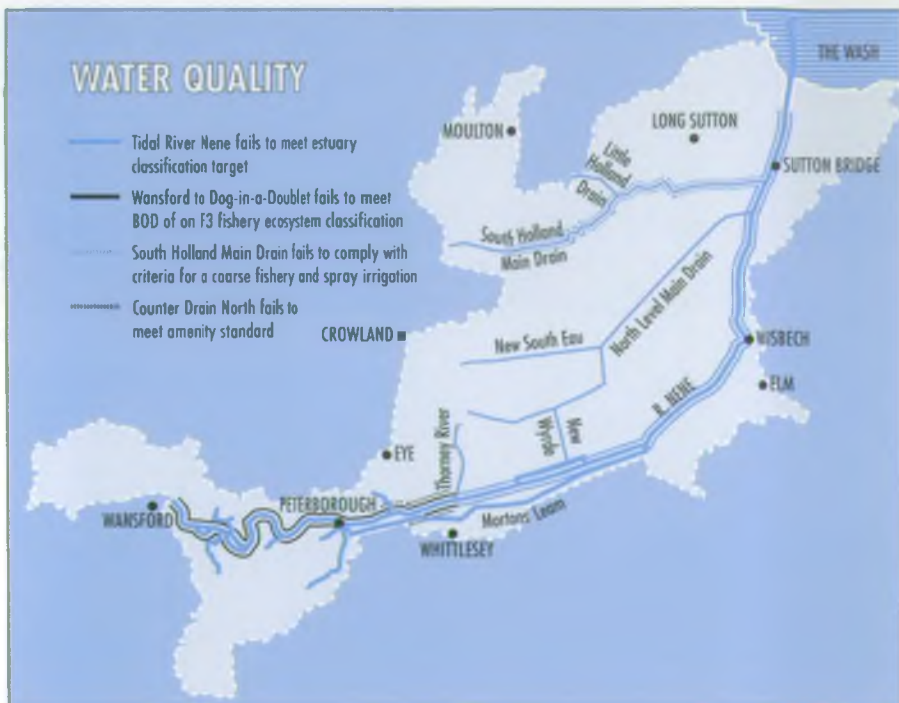 WATER QUALITY
Tidal River Nene fails to meet estuary
classification target
Wansford to Dog-in-a-Doublet fails to meet
BOD of on F3 fishery ecosystem classification
South Holland Main Drain fails to comply with
criteria for a coarse fishery and spray irrigation
Counter Drain North fails to
meet amenity standard
THE WASH
MOULTON
LONG SUTTON
SUTTON BRIDGE
Little
Holland
Drain
South Holland
Main Drain
North Level Main Drain
CROWLAND
New South Eau
WISBECH
ELM
R. NENE
New
Wryde
Thorney River
EYE
PETERBOROUGH
WANSFORD
Mortons Leam
WHITTLESEY